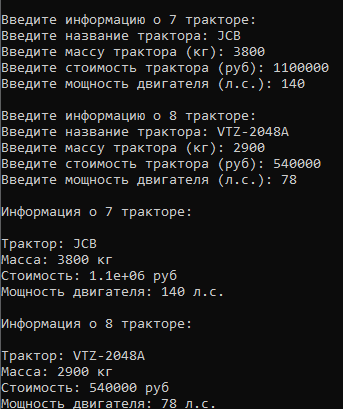 Введите информацию о 7 тракторе:
Введите название трактора: JCB
Введите массу трактора (кг): 3800
Введите стоимость трактора (руб): 1100000
Введите мощность двигателя (л.с.): 140
Введите информацию о 8 тракторе:
Введите название трактора: VTZ-2048A
Введите массу трактора (кг): 2900
Введите стоимость трактора (руб): 540000
Введите мощность двигателя (л.с.): 78
Информация о 7 тракторе:
Трактор: JCB
Масса: 3800 кг
Стоимость: 1.1e+06 руб
Мощность двигателя: 140 л.с.
Информация о 8 тракторе:
Трактор: VTZ-2048A
Масса: 2900 кг
Стоимость: 540000 руб
Мощность двигателя: 78 л.с.